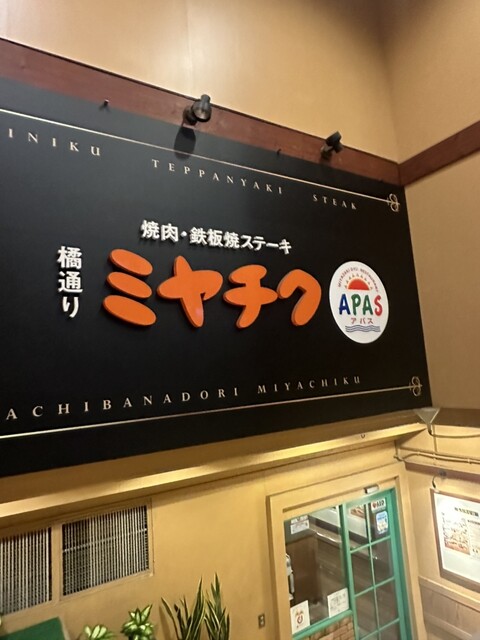 INIKU TEPPANYAKI STEAK
焼肉・鉄板焼ステーキ
橘通り
ミヤチク
APAS
アパス
ACHIBANADORI MIYACHIKU